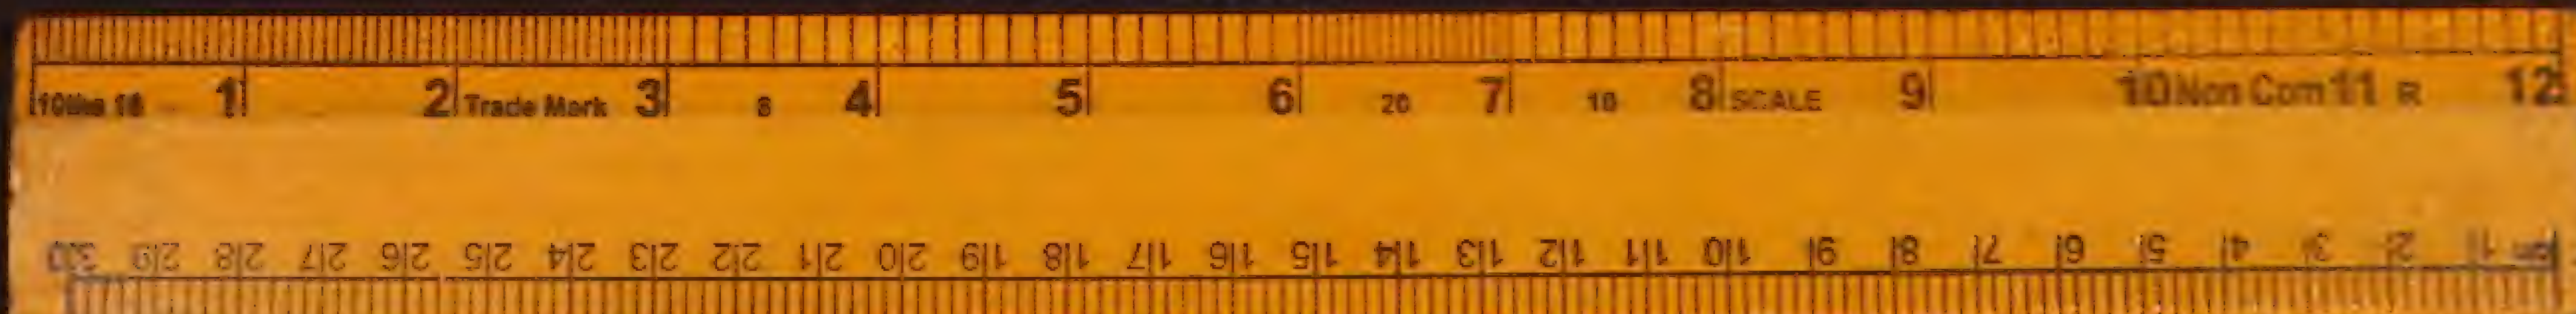 10ths 16 1 2 Trade Mark 3 8 4 5 6 20 7 10 8 SCALE 9 10 Non Com 11 R 12
30 29 28 27 26 25 24 23 22 21 20 19 18 17 16 15 14 13 12 11 10 9 8 7 6 5 4 3 2 1 cm